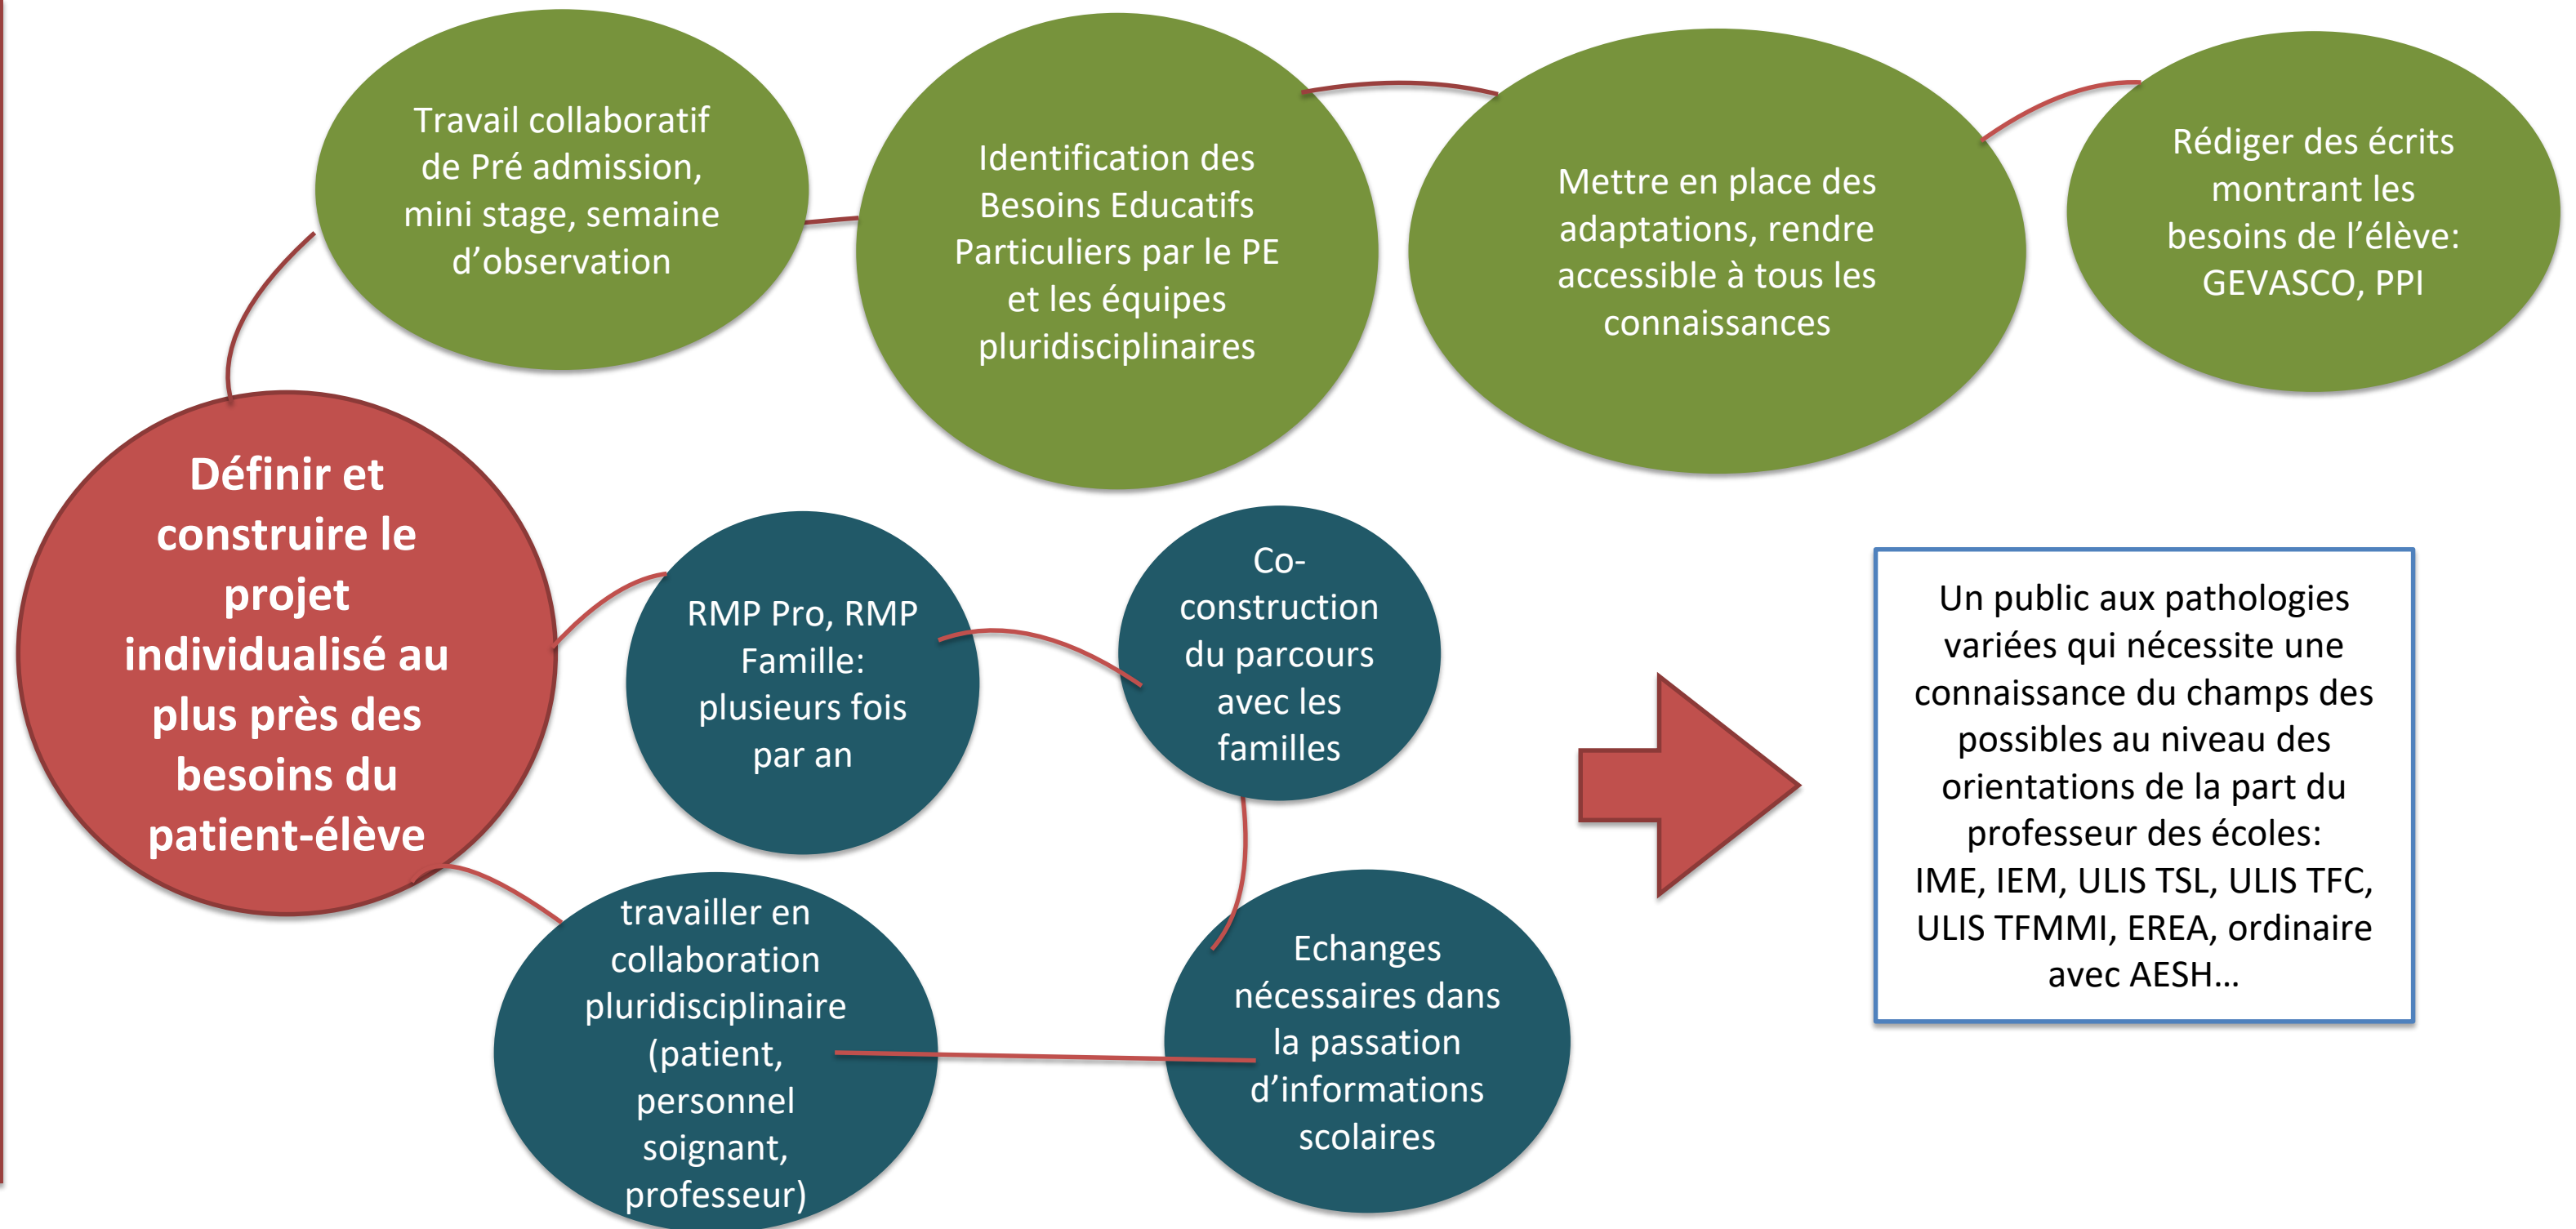 Travail collaboratif
de Pré admission,
mini stage, semaine
d’observation
Identification des
Besoins Educatifs
Particuliers par le PE
et les équipes
pluridisciplinaires
Mettre en place des
adaptations, rendre
accessible à tous les
connaissances
Rédiger des écrits
montrant les
besoins de l’élève:
GEVASCO, PPI
Définir et
construire le
projet
individualisé au
plus près des
besoins du
patient-élève
RMP Pro, RMP
Famille:
plusieurs fois
par an
Co-
construction
du parcours
avec les
familles
travailler en
collaboration
pluridisciplinaire
(patient,
personnel
soignant,
professeur)
Echanges
nécessaires dans
la passation
d’informations
scolaires
Un public aux pathologies
variées qui nécessite une
connaissance du champs des
possibles au niveau des
orientations de la part du
professeur des écoles:
IME, IEM, ULIS TSL, ULIS TFC,
ULIS TFMMI, EREA, ordinaire
avec AESH…